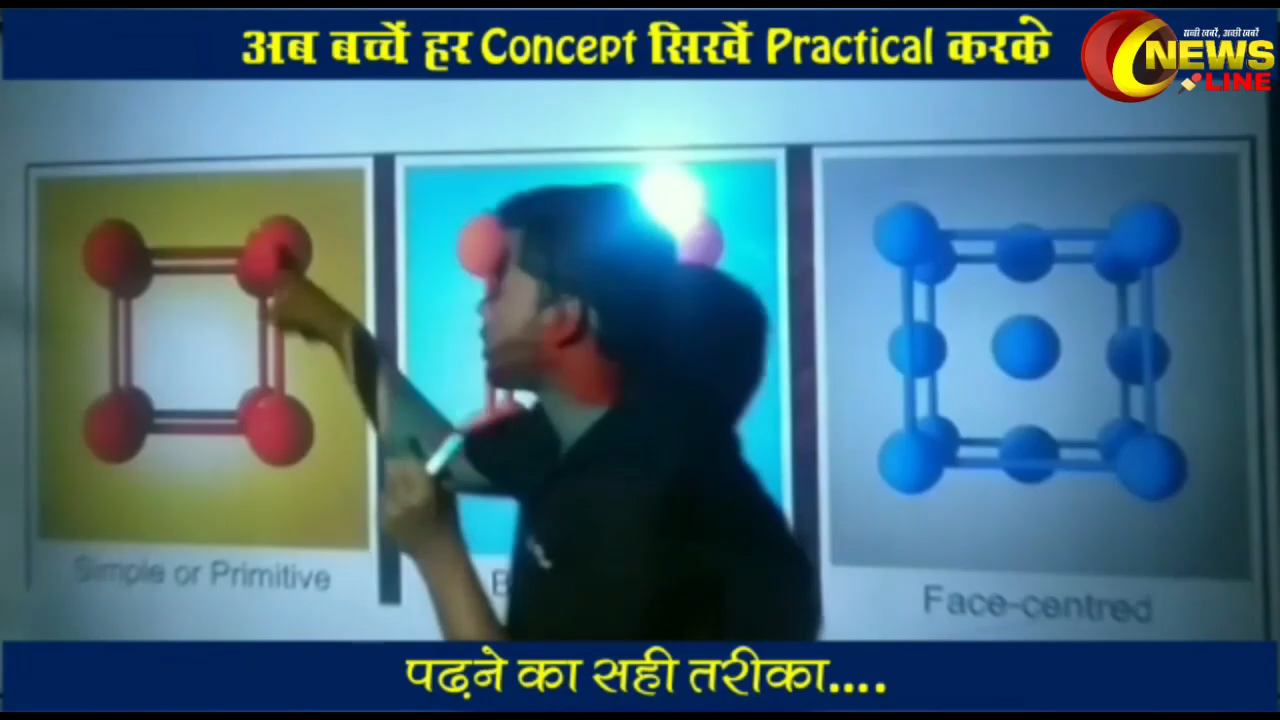 अब बच्चें हर Concept सिखें Practical करके
सच्ची खबरें, अच्छी खबरें
NEWS
LINE
Simple or Primitive
B
Face-centred
पढ़ने का सही तरीका....